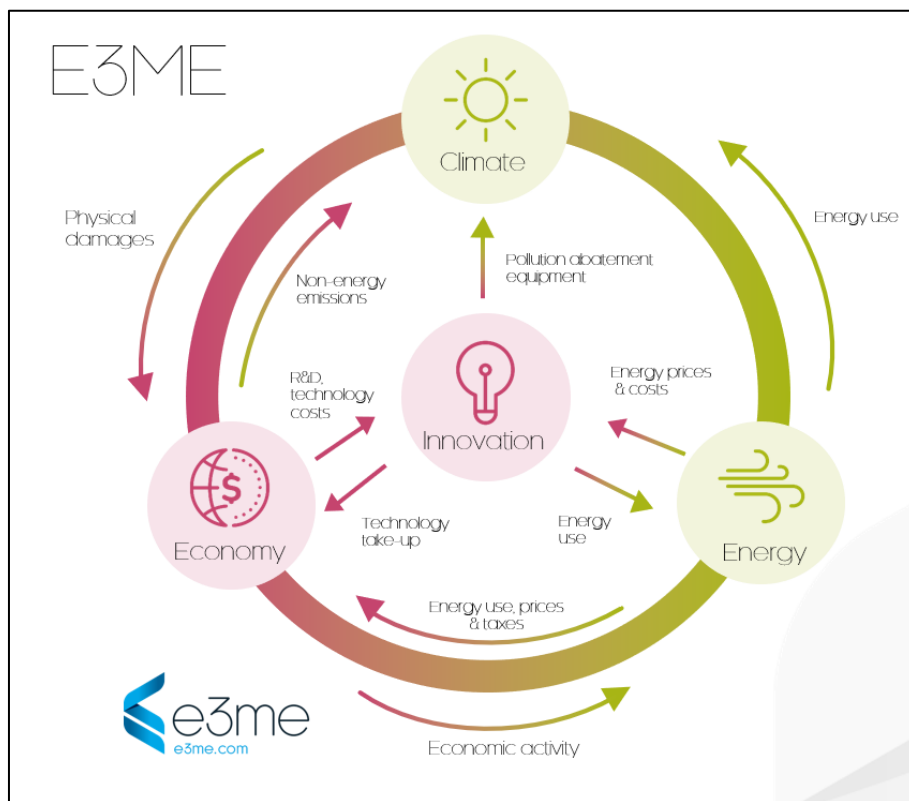 E3ME
Climate
Physical
damages
Energy use
Non-energy
emissions
Pollution abatement
equipment
R&D,
technology
costs
Energy prices
& costs
Innovation
$
Economy
Technology
take-up
Energy
use
Energy
Energy use, prices
& taxes
e3me
e3me.com
Economic activity